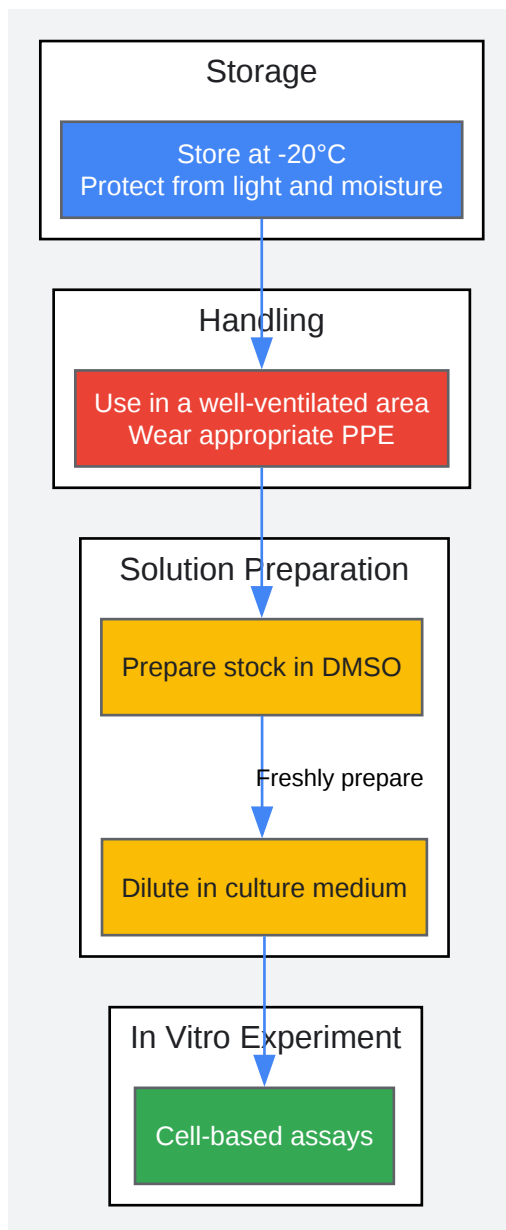 Storage
Store at -20°C
Protect from light and moisture
Handling
Use in a well-ventilated area
Wear appropriate PPE
Solution Preparation
Prepare stock in DMSO
Freshly prepare
Dilute in culture medium
In Vitro Experiment
Cell-based assays